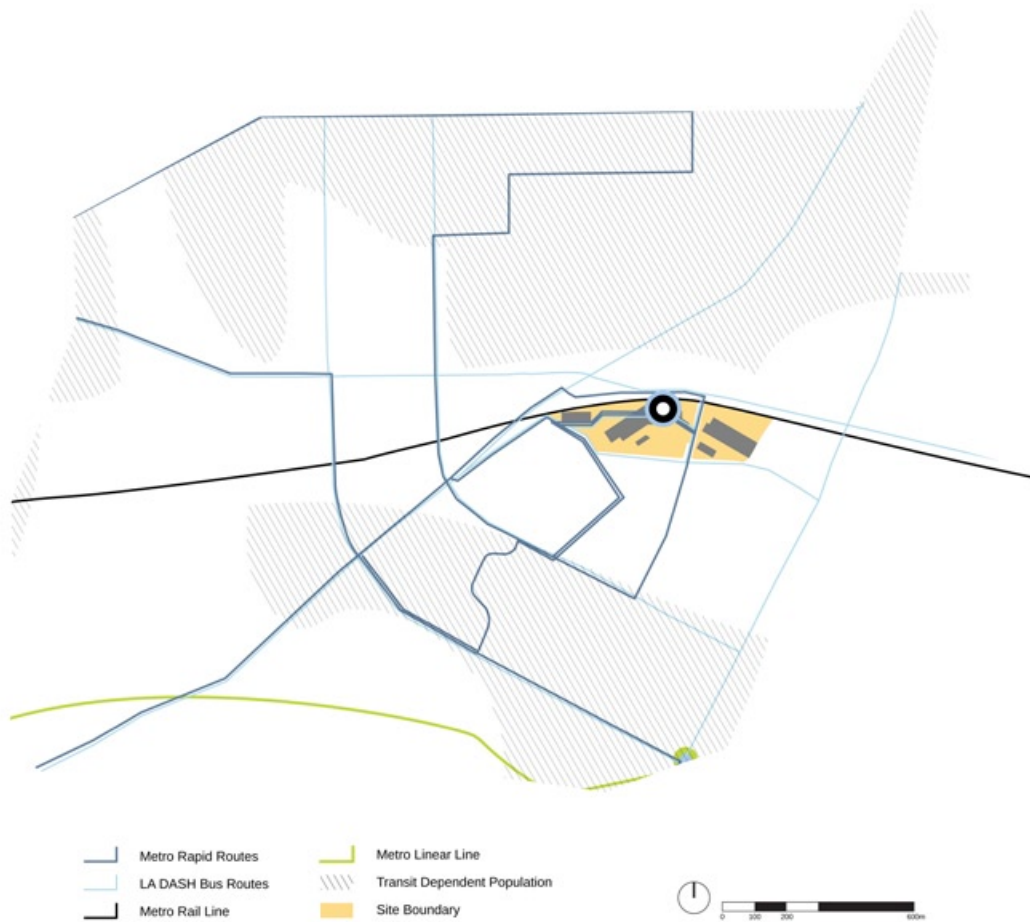 Metro Rapid Routes
Metro Linear Line
LA DASH Bus Routes
Transit Dependent Population
Metro Rail Line
Site Boundary
0 100 200 600m